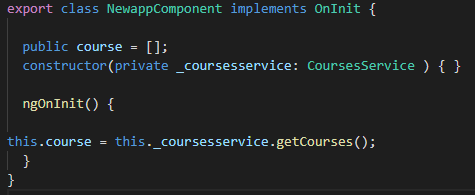 export class NewappComponent implements OnInit {
public course = [];
constructor(private _coursesservice: CoursesService ) { }
ngOnInit() {
this.course = this._coursesservice.getCourses();
}
}